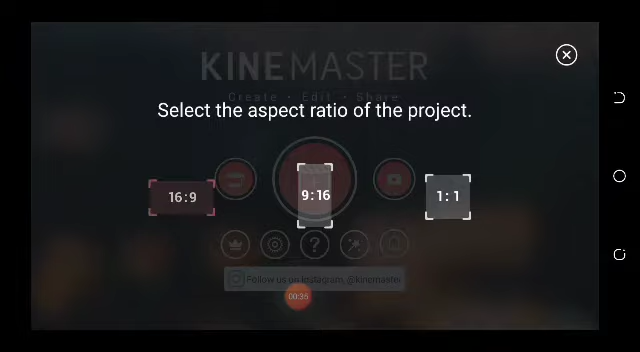 KINEMASTER
Create • Edit • Share
Select the aspect ratio of the project.
16:9
9:16
1:1
Follow us on Instagram, @kinemaster
00:35